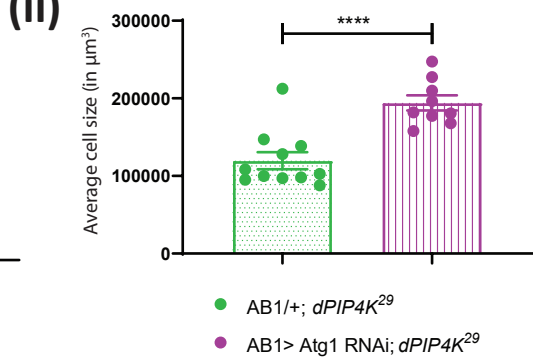 (II)
****
Average cell size (in µm³)
300000
200000
100000
0
AB1/+; dPIP4K²⁹
AB1> Atg1 RNAi; dPIP4K²⁹